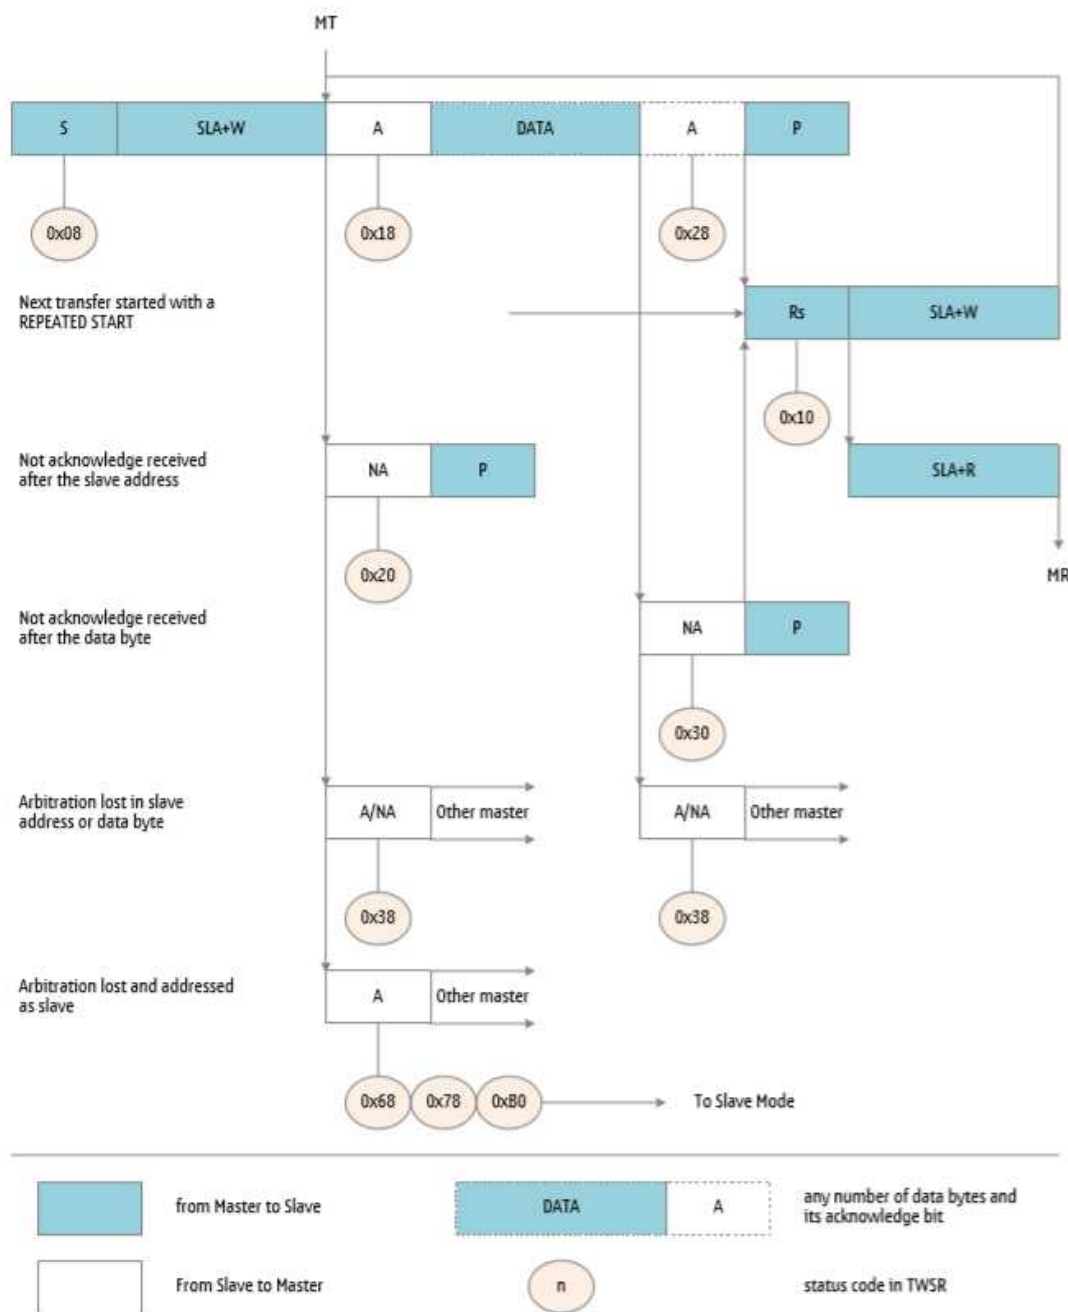 MT
S
SLA+W
A
DATA
A
P
0x08
0x18
0x28
Next transfer started with a
REPEATED START
Rs
SLA+W
0x10
Not acknowledge received
after the slave address
NA
P
SLA+R
0x20
MR
Not acknowledge received
after the data byte
NA
P
0x30
Arbitration lost in slave
address or data byte
A/NA
Other master
A/NA
Other master
0x38
0x38
Arbitration lost and addressed
as slave
A
Other master
0x68
0x78
0xB0
To Slave Mode
from Master to Slave
DATA
A
any number of data bytes and
its acknowledge bit
From Slave to Master
n
status code in TWSR